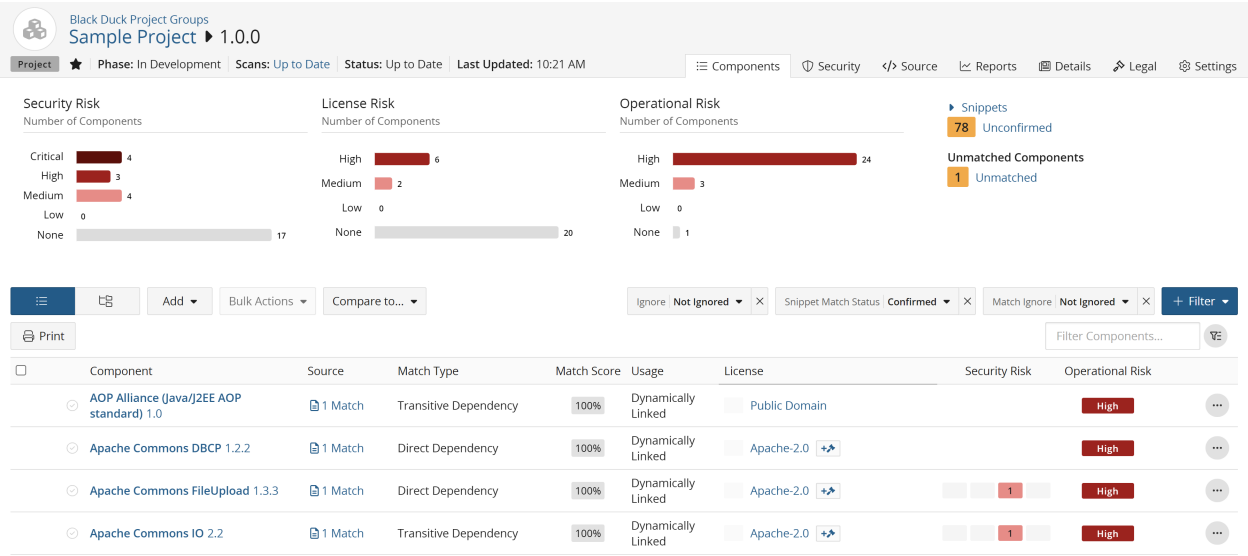 Black Duck Project Groups
Sample Project 1.0.0
Project Phase: In Development Scans: Up to Date Status: Up to Date Last Updated: 10:21 AM
Components Security Source Reports Details Legal Settings
Security Risk
Number of Components
Critical 4
High 3
Medium 4
Low 0
None 17
License Risk
Number of Components
High 6
Medium 2
Low 0
None 20
Operational Risk
Number of Components
High 24
Medium 3
Low 0
None 1
Snippets
78 Unconfirmed
Unmatched Components
1 Unmatched
Add Bulk Actions Compare to... Ignore Not Ignored Snippet Match Status Confirmed Match Ignore Not Ignored + Filter
Print Filter Components...
Component Source Match Type Match Score Usage License Security Risk Operational Risk
AOP Alliance (Java/J2EE AOP
standard) 1.0 1 Match Transitive Dependency 100% Dynamically
Linked Public Domain High
Apache Commons DBCP 1.2.2 1 Match Direct Dependency 100% Dynamically
Linked Apache-2.0 High
Apache Commons FileUpload 1.3.3 1 Match Direct Dependency 100% Dynamically
Linked Apache-2.0 1 High
Apache Commons IO 2.2 1 Match Transitive Dependency 100% Dynamically
Linked Apache-2.0 1 High